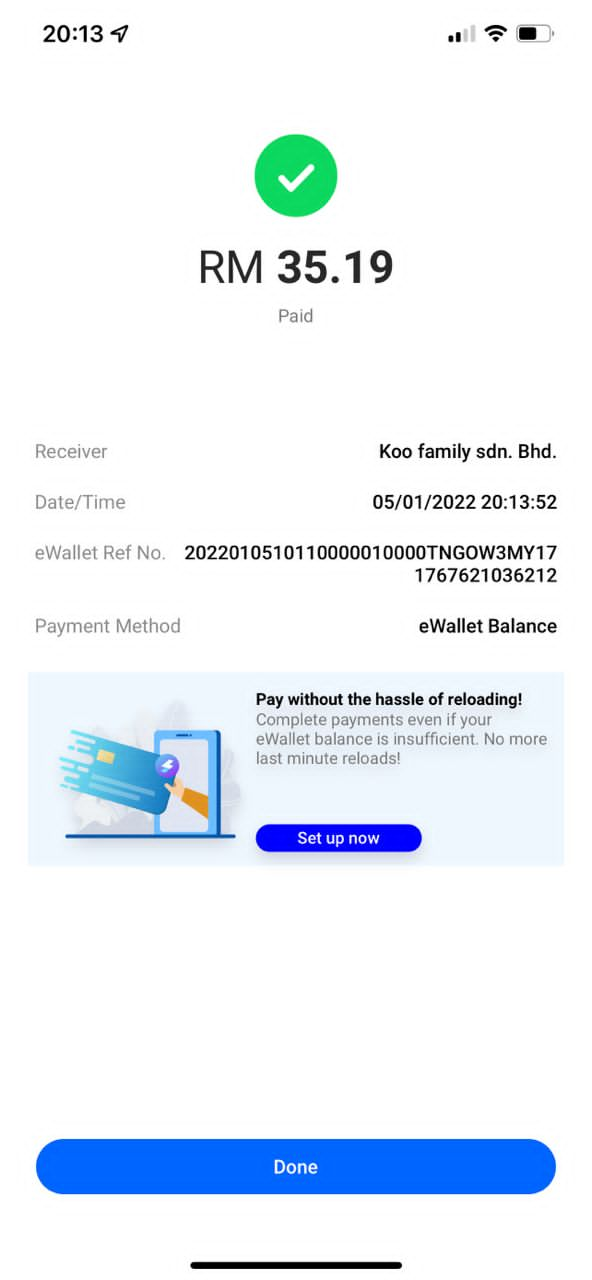 20:13
RM 35.19
Paid
Receiver Koo family sdn. Bhd.
Date/Time 05/01/2022 20:13:52
eWallet Ref No. 2022010510110000010000TNGOW3MY17
1767621036212
Payment Method eWallet Balance
Pay without the hassle of reloading!
Complete payments even if your
eWallet balance is insufficient. No more
last minute reloads!
Set up now
Done